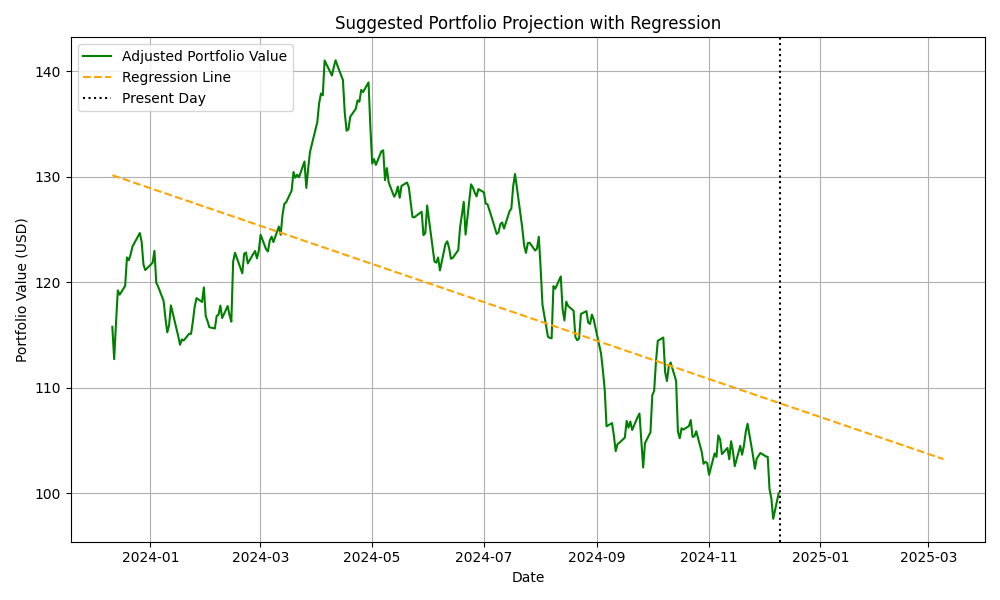 Suggested Portfolio Projection with Regression
Adjusted Portfolio Value
Regression Line
Present Day
Portfolio Value (USD)
140
130
120
110
100
2024-01
2024-03
2024-05
2024-07
2024-09
2024-11
2025-01
2025-03
Date